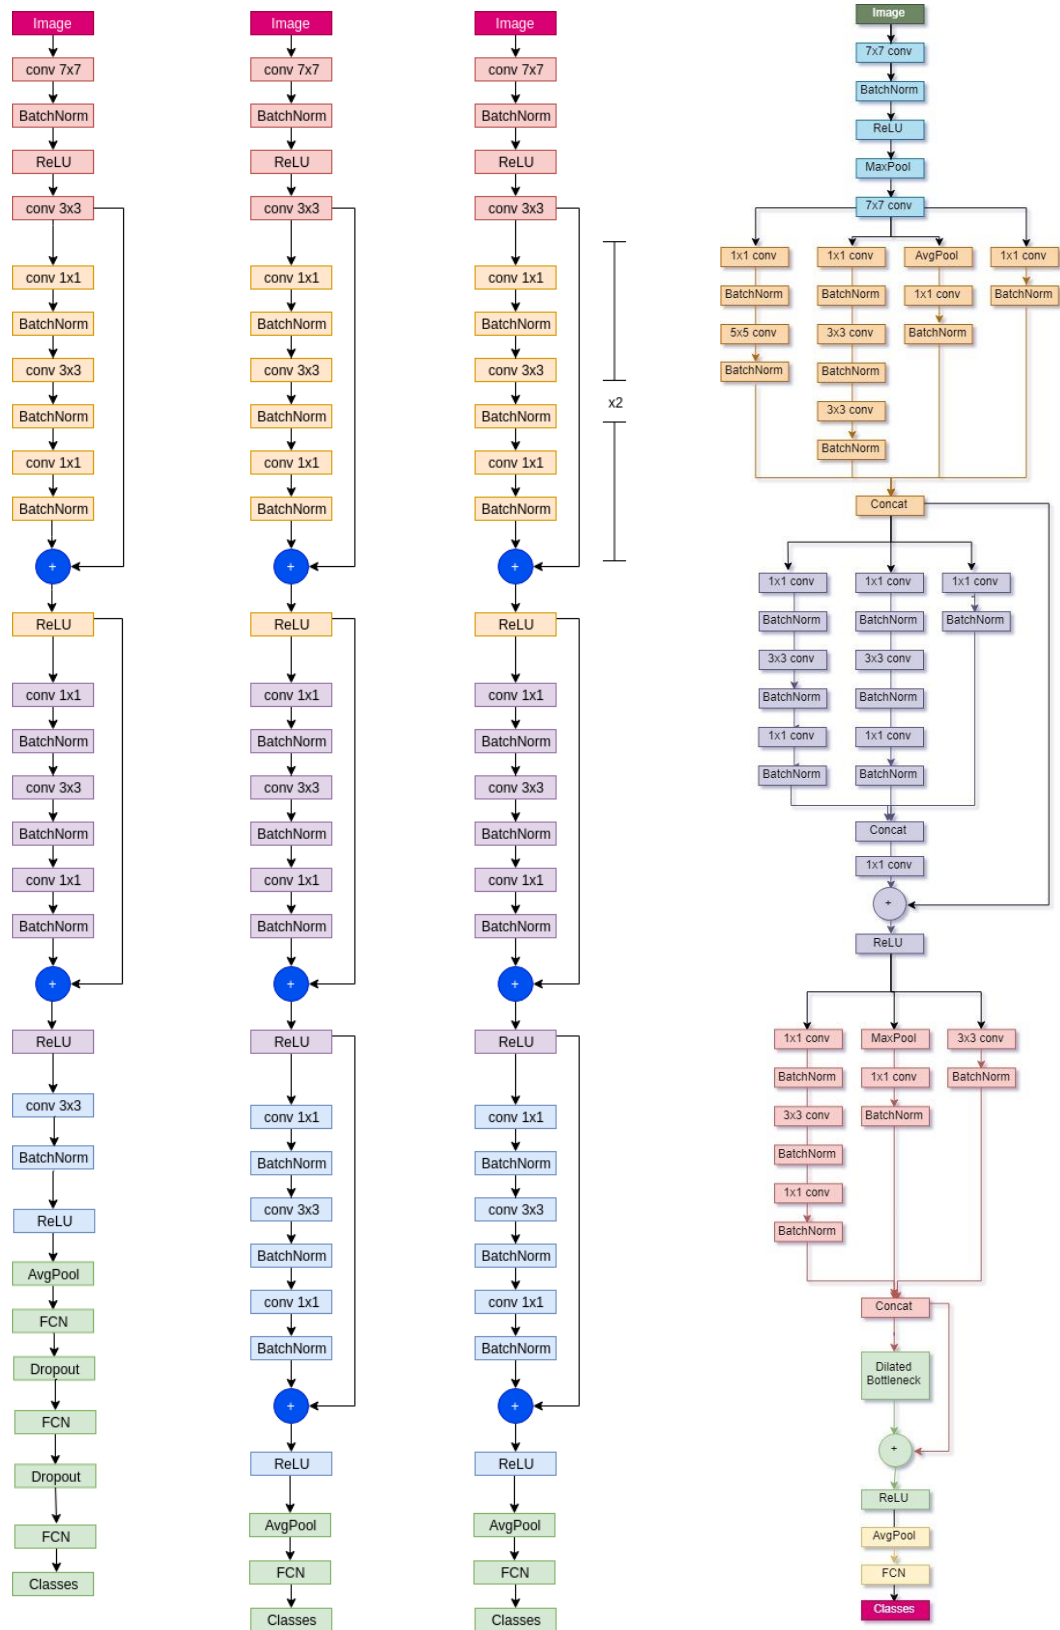 Image
conv 7x7
BatchNorm
ReLU
conv 3x3
conv 1x1
BatchNorm
conv 3x3
BatchNorm
conv 1x1
BatchNorm
+
ReLU
conv 1x1
BatchNorm
conv 3x3
BatchNorm
conv 1x1
BatchNorm
+
ReLU
conv 3x3
BatchNorm
ReLU
AvgPool
FCN
Dropout
FCN
Dropout
FCN
Classes
Image
conv 7x7
BatchNorm
ReLU
conv 3x3
conv 1x1
BatchNorm
conv 3x3
BatchNorm
conv 1x1
BatchNorm
+
ReLU
conv 1x1
BatchNorm
conv 3x3
BatchNorm
conv 1x1
BatchNorm
+
ReLU
conv 1x1
BatchNorm
conv 3x3
BatchNorm
conv 1x1
BatchNorm
+
ReLU
AvgPool
FCN
Classes
Image
conv 7x7
BatchNorm
ReLU
conv 3x3
conv 1x1
BatchNorm
conv 3x3
BatchNorm
conv 1x1
BatchNorm
+
x2
ReLU
conv 1x1
BatchNorm
conv 3x3
BatchNorm
conv 1x1
BatchNorm
+
ReLU
conv 1x1
BatchNorm
conv 3x3
BatchNorm
conv 1x1
BatchNorm
+
ReLU
AvgPool
FCN
Classes
Image
7x7 conv
BatchNorm
ReLU
MaxPool
7x7 conv
1x1 conv
BatchNorm
5x5 conv
BatchNorm
1x1 conv
BatchNorm
3x3 conv
BatchNorm
3x3 conv
BatchNorm
AvgPool
1x1 conv
BatchNorm
1x1 conv
BatchNorm
Concat
1x1 conv
BatchNorm
3x3 conv
BatchNorm
1x1 conv
BatchNorm
1x1 conv
BatchNorm
3x3 conv
BatchNorm
1x1 conv
BatchNorm
1x1 conv
BatchNorm
Concat
1x1 conv
+
ReLU
1x1 conv
BatchNorm
3x3 conv
BatchNorm
1x1 conv
BatchNorm
MaxPool
1x1 conv
BatchNorm
3x3 conv
BatchNorm
Concat
Dilated
Bottleneck
+
ReLU
AvgPool
FCN
Classes